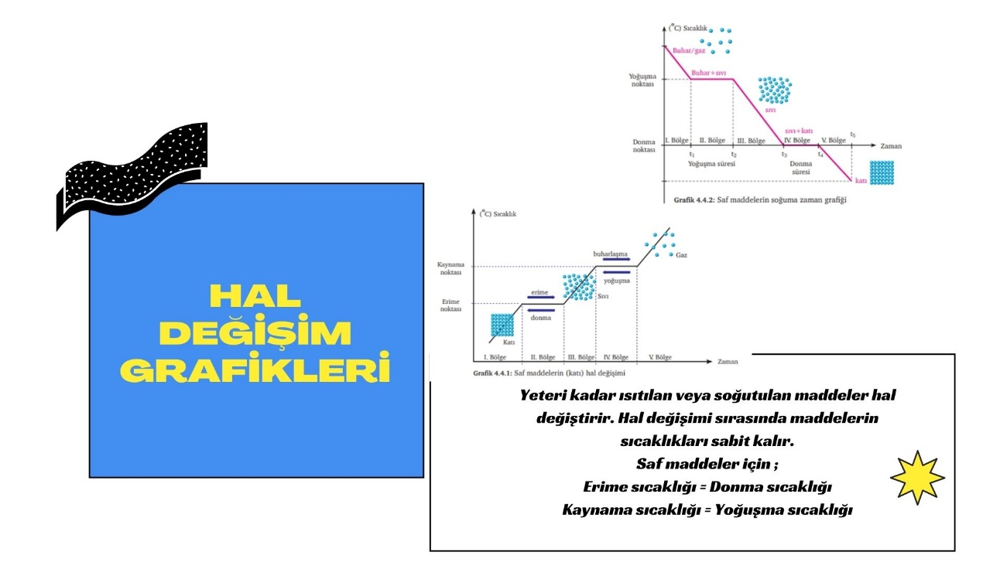 HAL
DEĞİŞİM
GRAFİKLERİ
(°C) Sıcaklık
Buhar/gaz
Buhar+sıvı
Yoğuşma
noktası
sıvı
sıvı+katı
t5
Donma
noktası
I. Bölge
II. Bölge
III. Bölge
IV. Bölge
V. Bölge
Zaman
t1
t2
t3
t4
Yoğuşma süresi
Donma
süresi
katı
Grafik 4.4.2: Saf maddelerin soğuma zaman grafiği
(°C) Sıcaklık
buharlaşma
Gaz
Kaynama
noktası
yoğuşma
erime
Sıvı
Erime
noktası
donma
Katı
I. Bölge
II. Bölge
III. Bölge
IV. Bölge
V. Bölge
Zaman
Grafik 4.4.1: Saf maddelerin (katı) hal değişimi
Yeteri kadar ısıtılan veya soğutulan maddeler hal
değiştirir. Hal değişimi sırasında maddelerin
sıcaklıkları sabit kalır.
Saf maddeler için ;
Erime sıcaklığı = Donma sıcaklığı
Kaynama sıcaklığı = Yoğuşma sıcaklığı